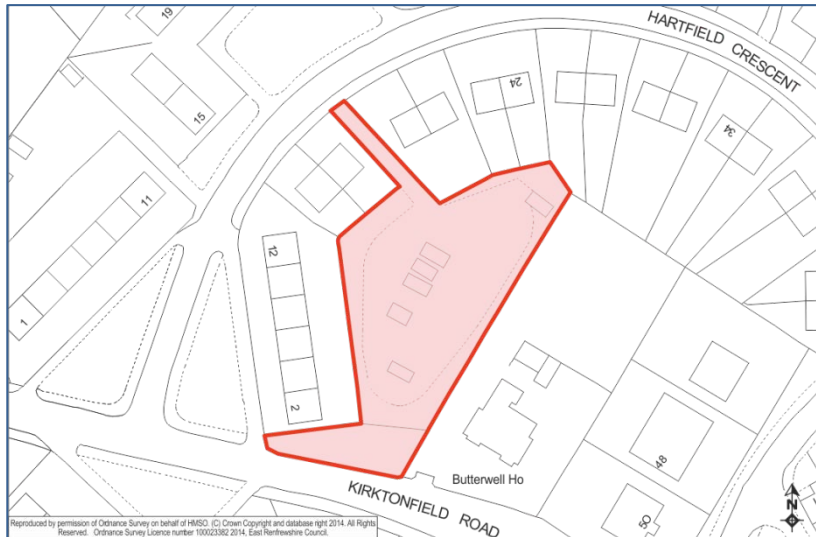 19
HARTFIELD CRESCENT
24
15
34
11
12
1
2
48
Butterwell Ho
KIRKTONFIELD ROAD
50
N
Reproduced by permission of Ordnance Survey on behalf of HMSO. (C) Crown Copyright and database right 2014. All Rights
Reserved. Ordnance Survey Licence number 100023382 2014, East Renfrewshire Council.